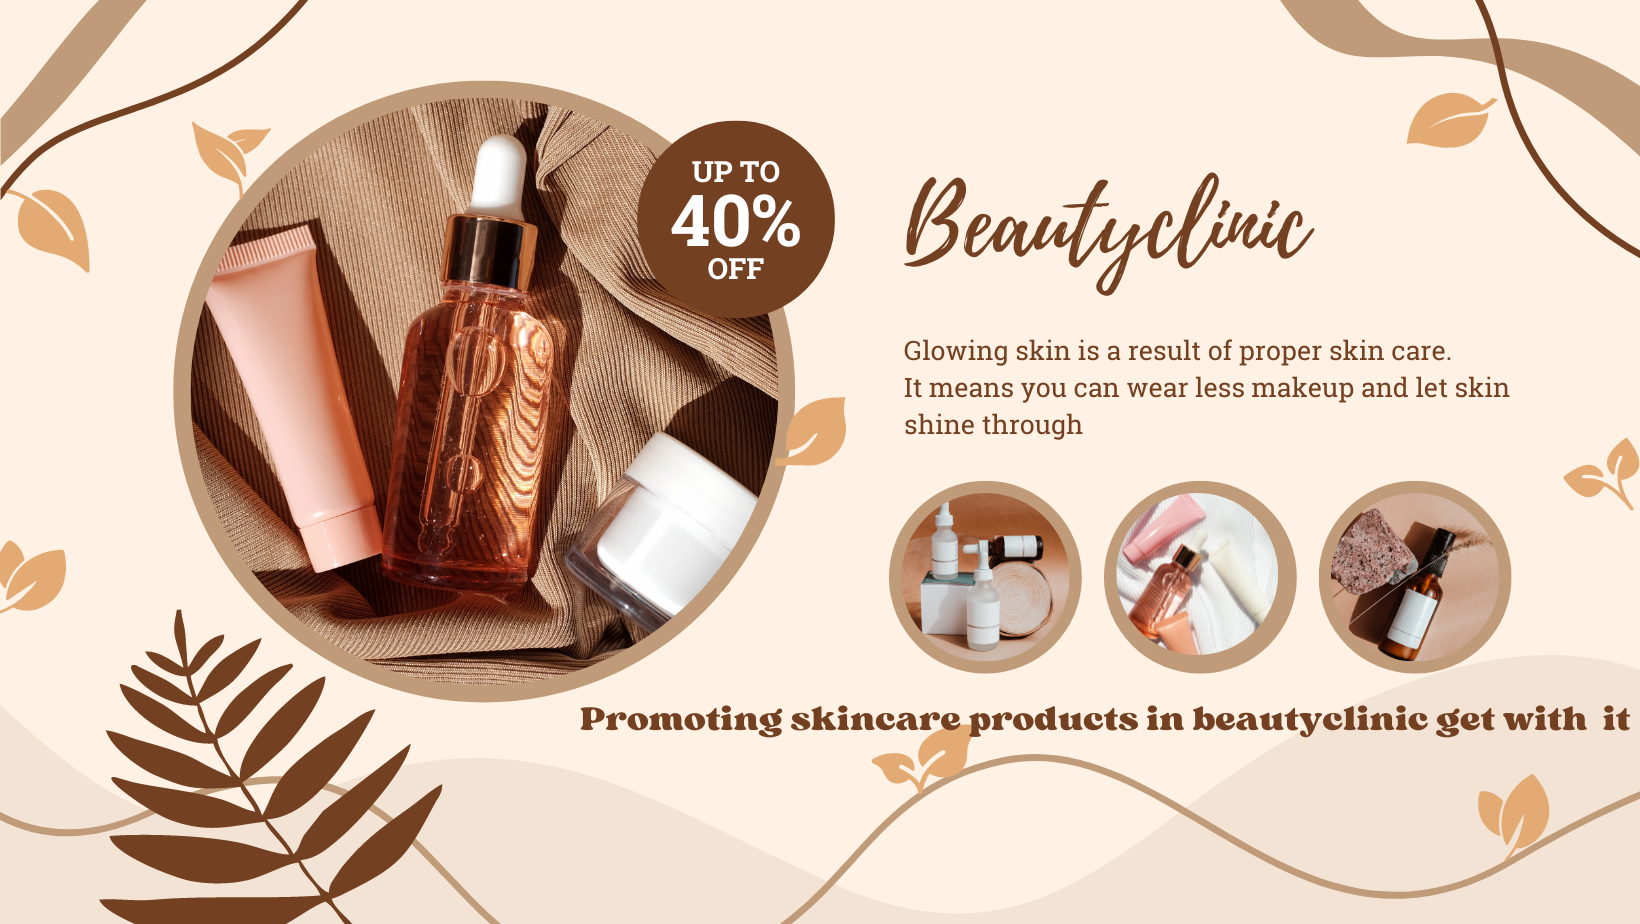 UP TO
40%
OFF
Beautyclinic
Glowing skin is a result of proper skin care.
It means you can wear less makeup and let skin
shine through
Promoting skincare products in beautyclinic get with it